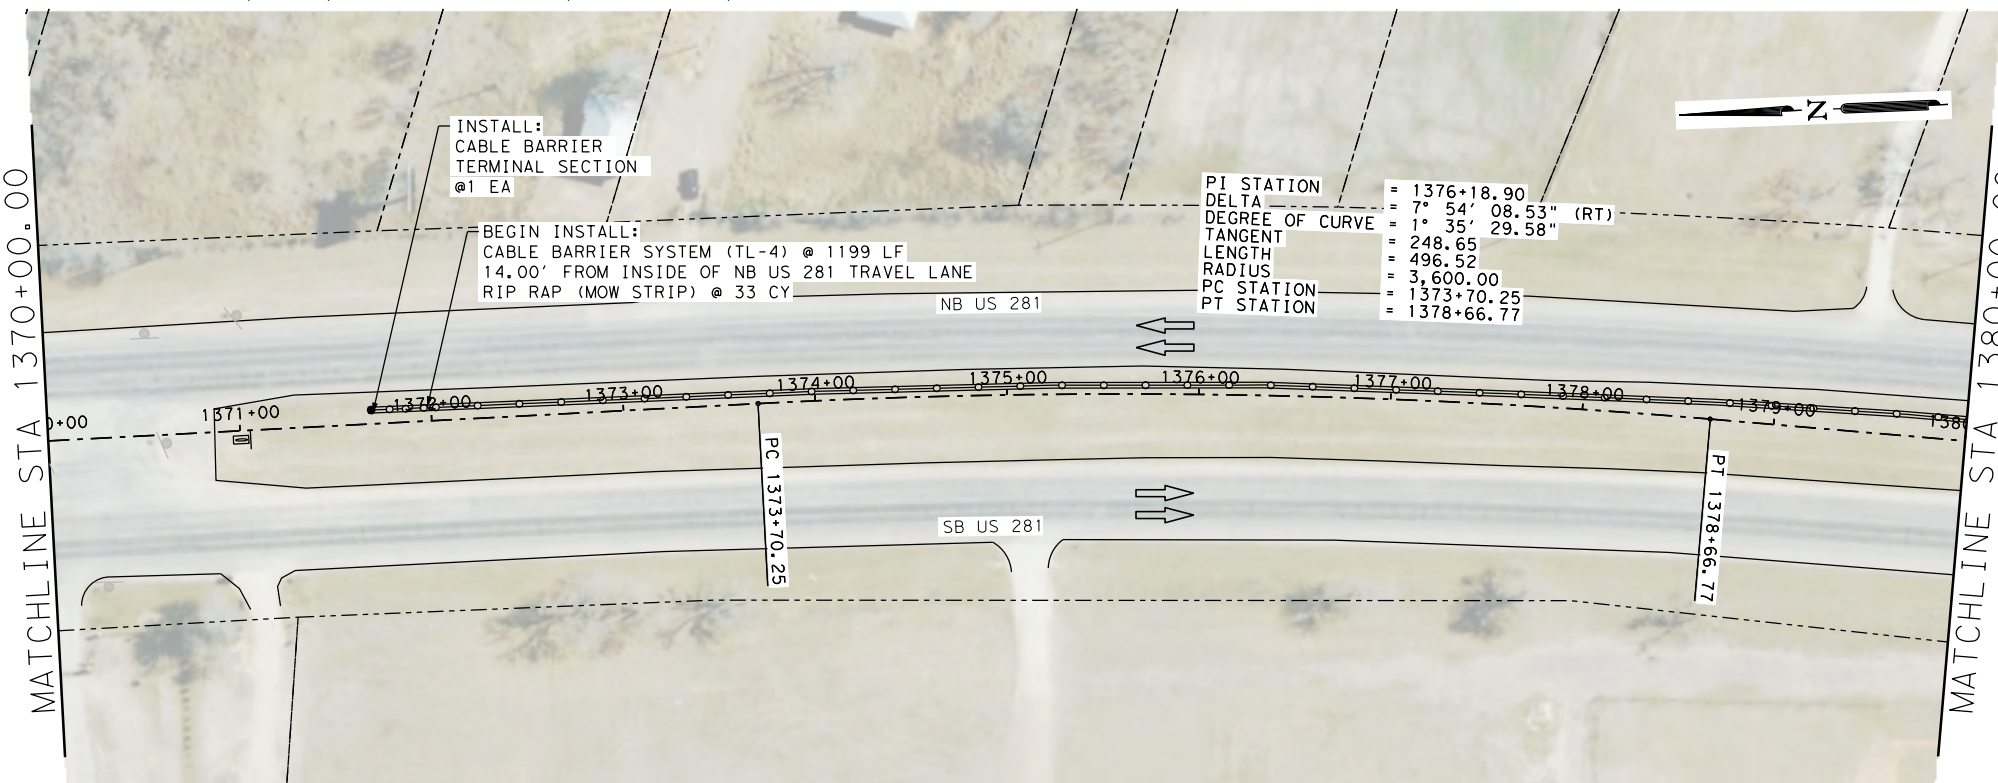 INSTALL:
CABLE BARRIER
TERMINAL SECTION
@1 EA
BEGIN INSTALL:
CABLE BARRIER SYSTEM (TL-4) @ 1199 LF
14.00' FROM INSIDE OF NB US 281 TRAVEL LANE
RIP RAP (MOW STRIP) @ 33 CY
PI STATION = 1376+18.90
DELTA = 7° 54' 08.53" (RT)
DEGREE OF CURVE = 1° 35' 29.58"
TANGENT = 248.65
LENGTH = 496.52
RADIUS = 3,600.00
PC STATION = 1373+70.25
PT STATION = 1378+66.77
N
NB US 281
MATCHLINE STA 1370+00.00
0+00
1371+00
1372+00
1373+00
1374+00
1375+00
1376+00
1377+00
1378+00
1379+00
1380
PC 1373+70.25
PT 1378+66.77
SB US 281
MATCHLINE STA 1380+00